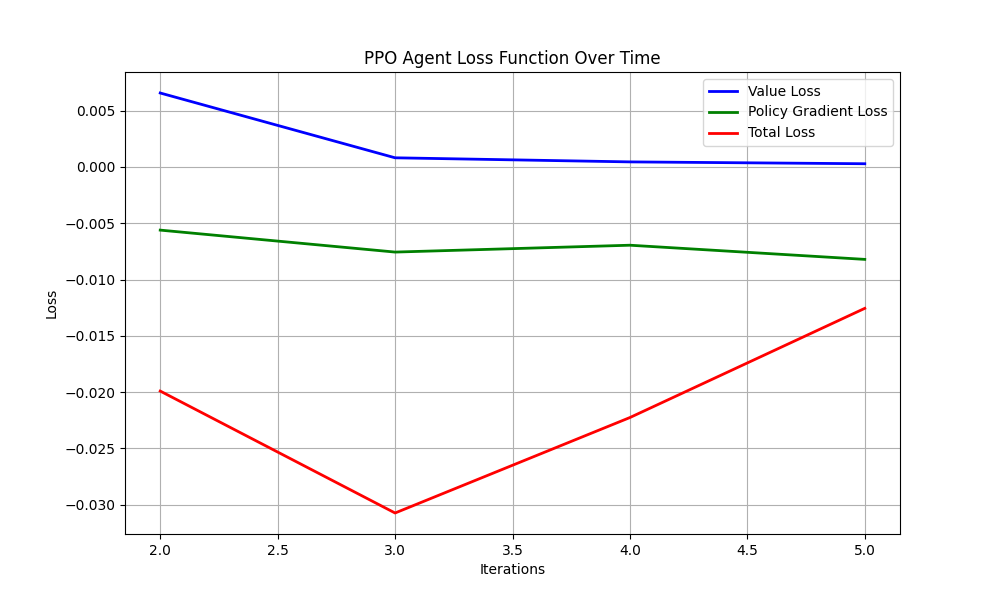 PPO Agent Loss Function Over Time
Value Loss
Policy Gradient Loss
Total Loss
Loss
0.005
0.000
−0.005
−0.010
−0.015
−0.020
−0.025
−0.030
2.0 2.5 3.0 3.5 4.0 4.5 5.0
Iterations